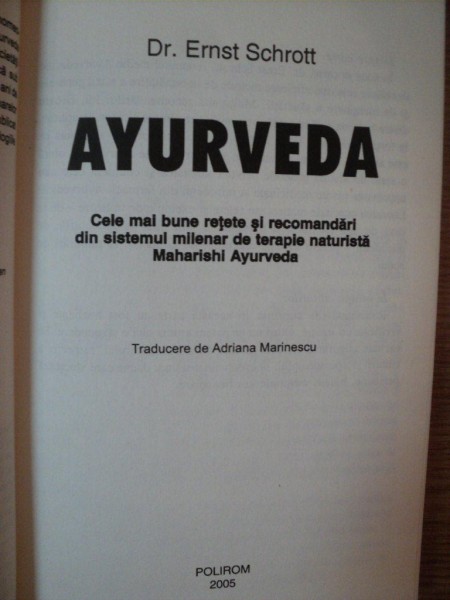 Dr. Ernst Schrott
AYURVEDA
Cele mai bune rețete și recomandări
din sistemul milenar de terapie naturistă
Maharishi Ayurveda
Traducere de Adriana Marinescu
POLIROM
2005